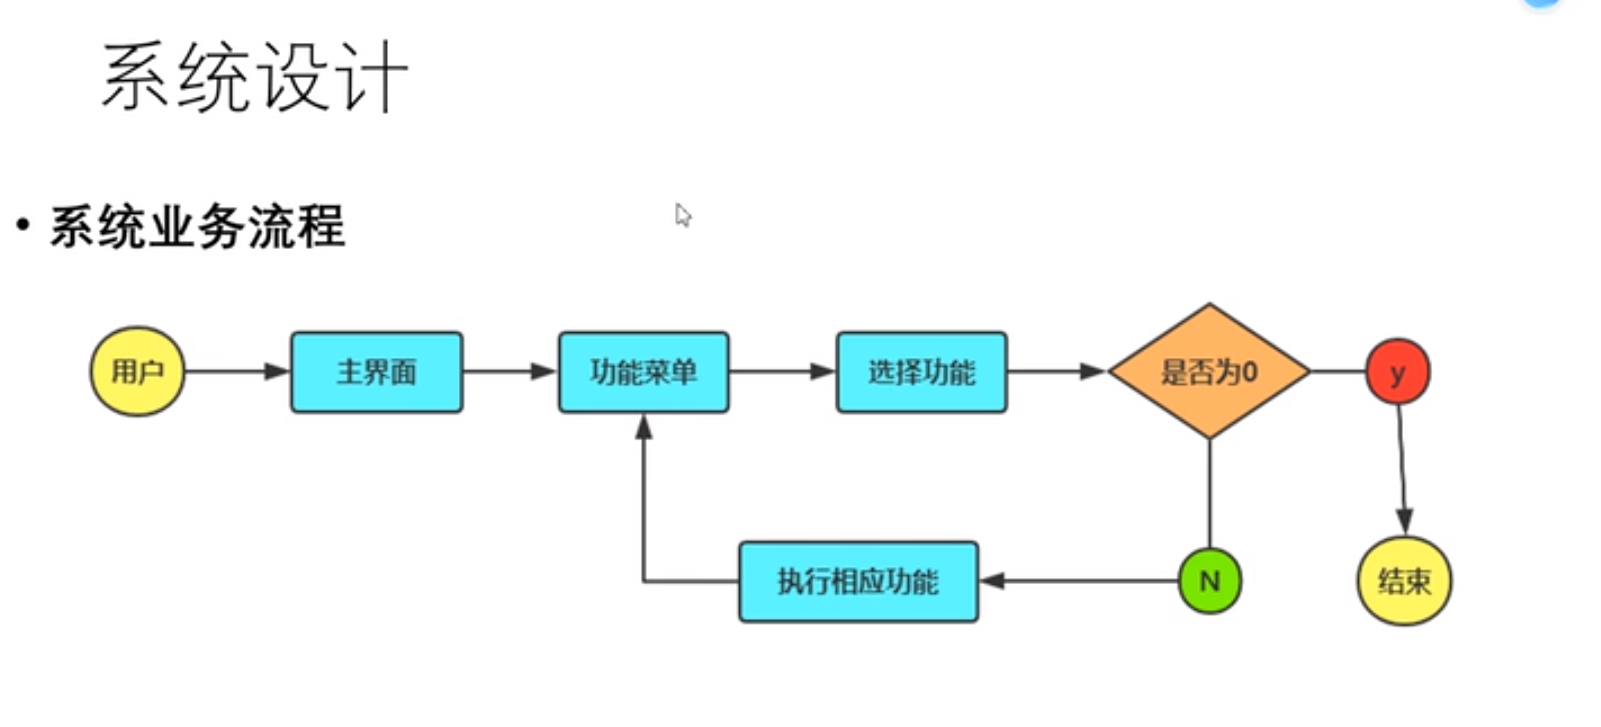 系统设计
• 系统业务流程
用户
主界面
功能菜单
选择功能
是否为0
y
执行相应功能
N
结束